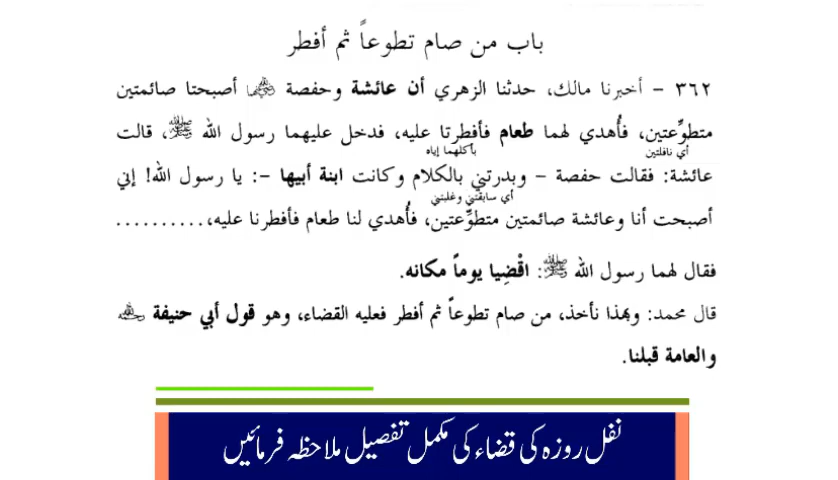 باب من صام تطوعاً ثم أفطر
٣٦٢ – أخبرنا مالك، حدثنا الزهري أن عائشة وحفصة أصبحتا صائمتين
متطوِّعتين، فأُهدي لهما طعام فأفطرتا عليه، فدخل عليهما رسول الله ﷺ، قالت
أي نافلتين بأكلهما إياه
عائشة: فقالت حفصة – وبدرتني بالكلام وكانت ابنة أبيها –: يا رسول الله! إني
أي سابقتني وغلبتني
أصبحت أنا وعائشة صائمتين متطوِّعتين، فأُهدي لنا طعام فأفطرنا عليه،..........
فقال لهما رسول الله ﷺ: اقْضِيا يوماً مكانه.
قال محمد: وبهذا نأخذ، من صام تطوعاً ثم أفطر فعليه القضاء، وهو قول أبي حنيفة
والعامة قبلنا.
نفل روزہ کی قضاء کی مکمل تفصیل ملاحظہ فرمائیں